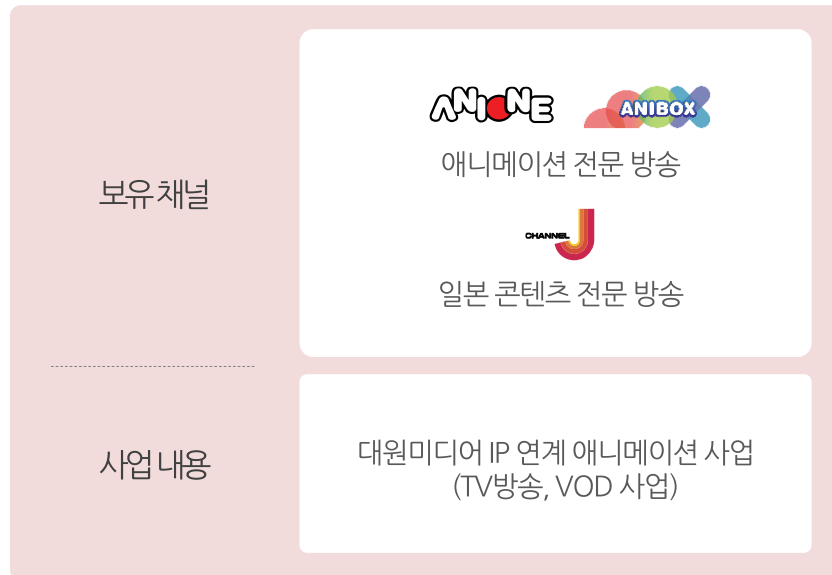 보유 채널
ANIONE
ANIBOX
애니메이션 전문 방송
CHANNEL J
일본 콘텐츠 전문 방송
사업 내용
대원미디어 IP 연계 애니메이션 사업
(TV방송, VOD 사업)